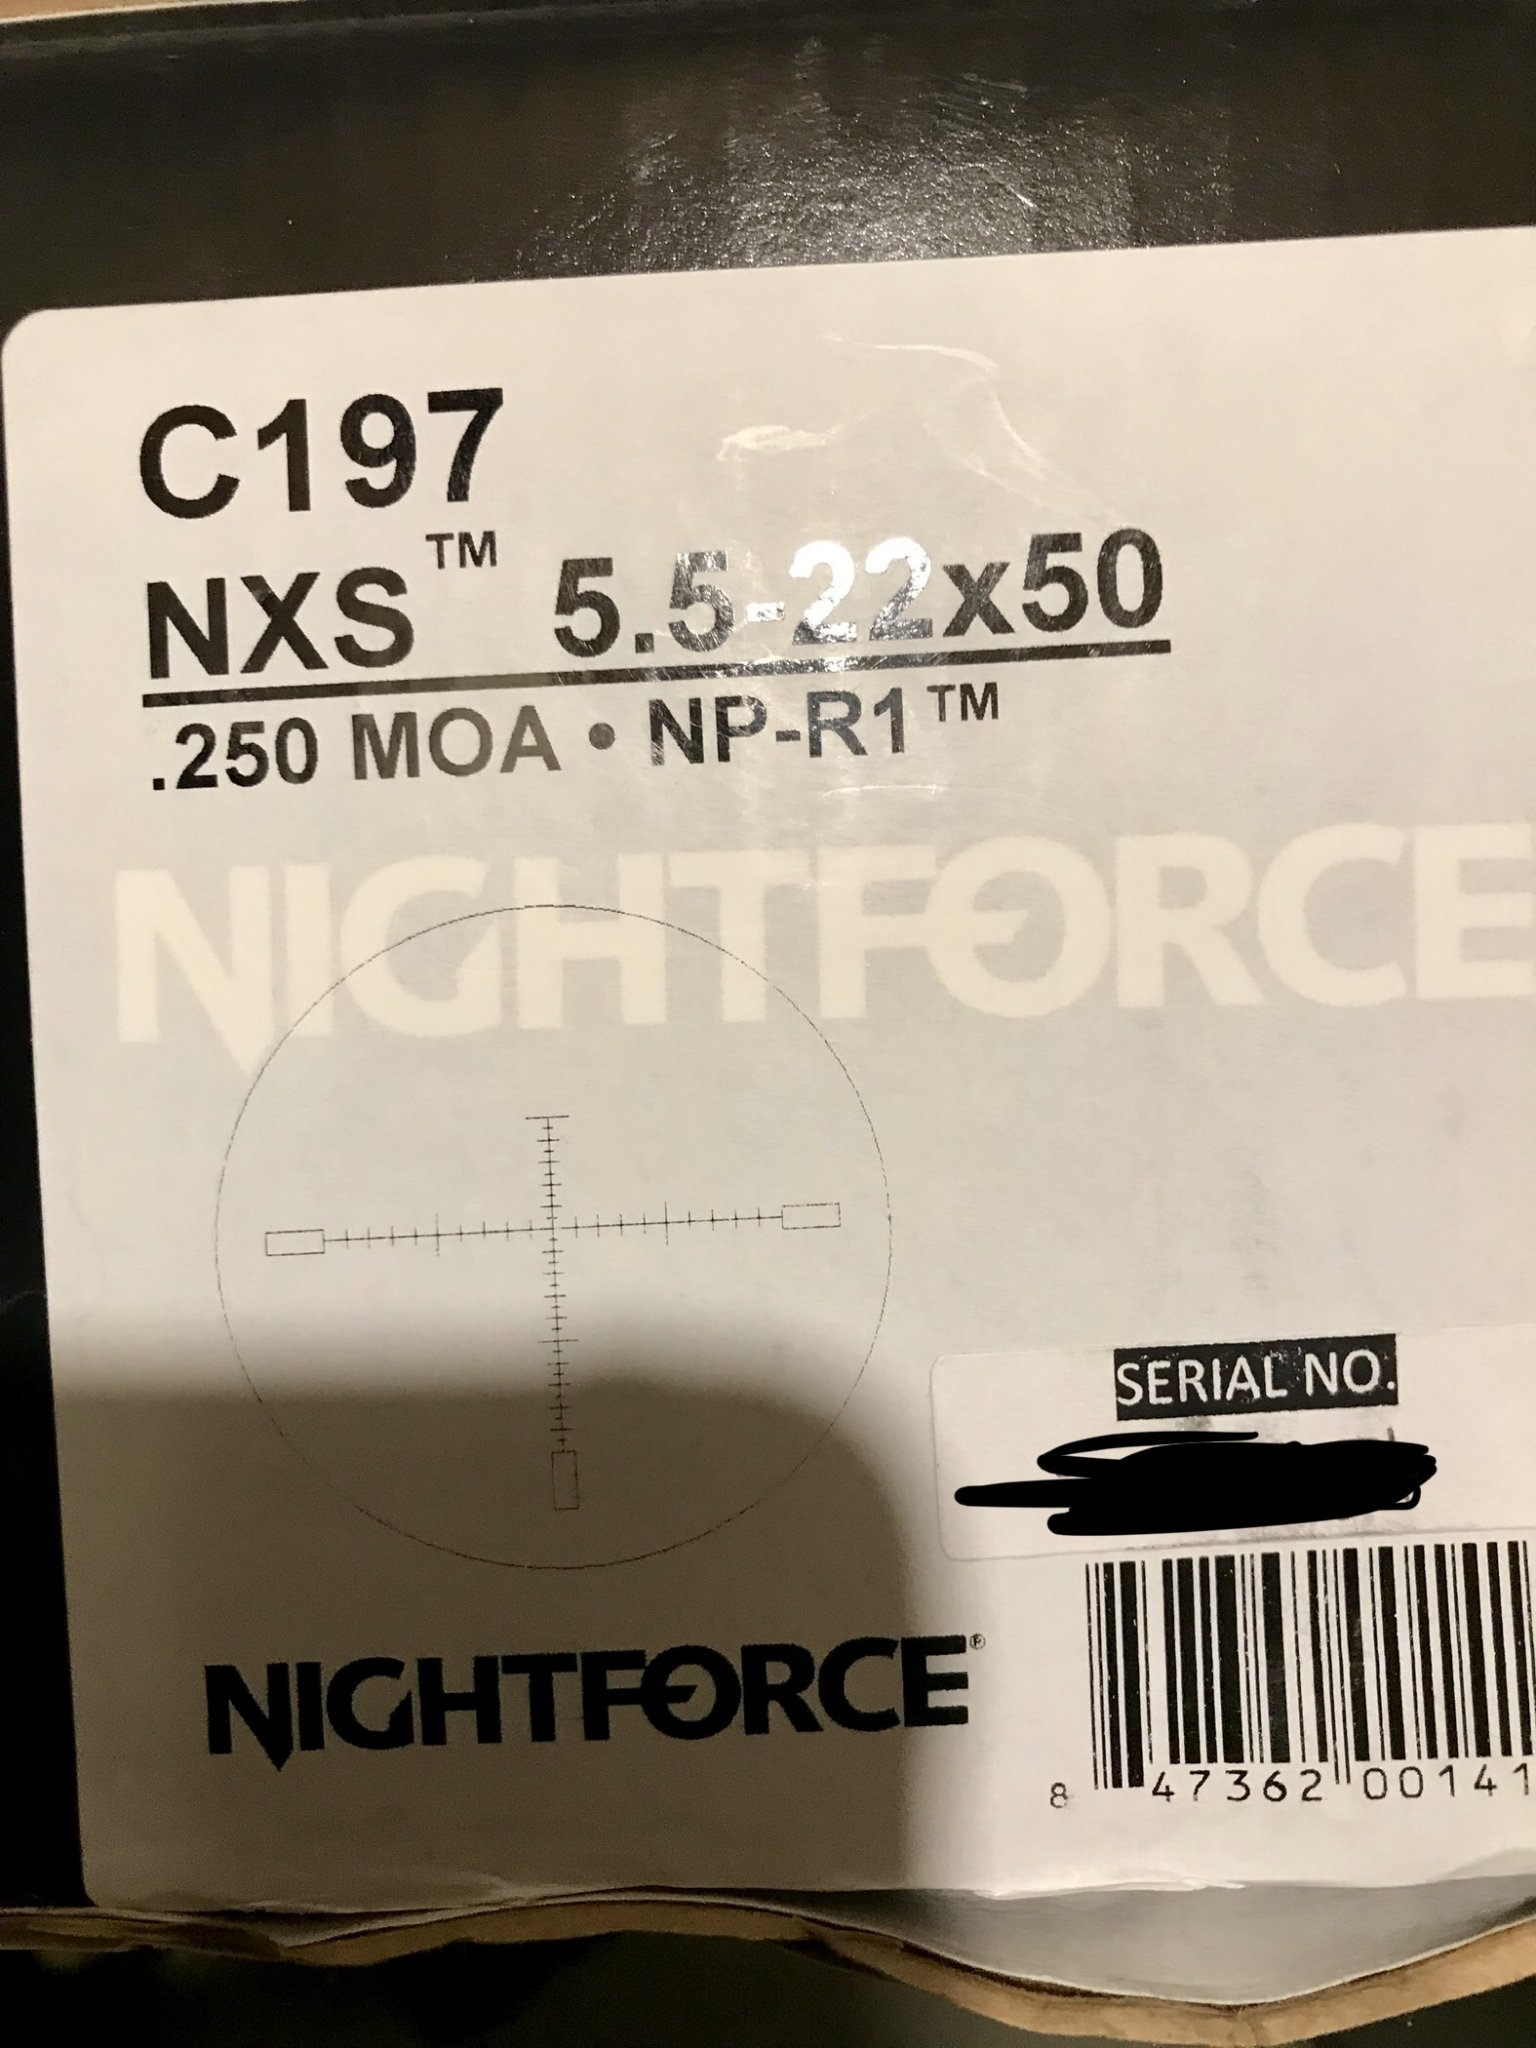 C197
NXS™ 5.5-22x50
.250 MOA • NP-R1™
NIGHTFORCE
SERIAL NO.
NIGHTFORCE®
8 47362 00141